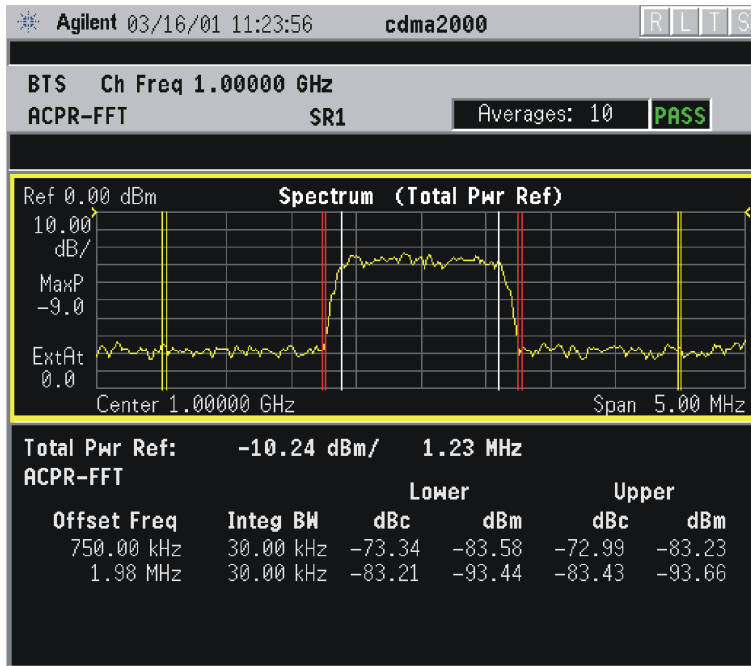 Agilent 03/16/01 11:23:56 cdma2000 R L T S
BTS Ch Freq 1.00000 GHz
ACPR-FFT SR1 Averages: 10 PASS
Ref 0.00 dBm Spectrum (Total Pwr Ref)
10.00
dB/
MaxP
-9.0
ExtAt
0.0
Center 1.00000 GHz Span 5.00 MHz
Total Pwr Ref: -10.24 dBm/ 1.23 MHz
ACPR-FFT
Lower Upper
Offset Freq Integ BW dBc dBm dBc dBm
750.00 kHz 30.00 kHz -73.34 -83.58 -72.99 -83.23
1.98 MHz 30.00 kHz -83.21 -93.44 -83.43 -93.66